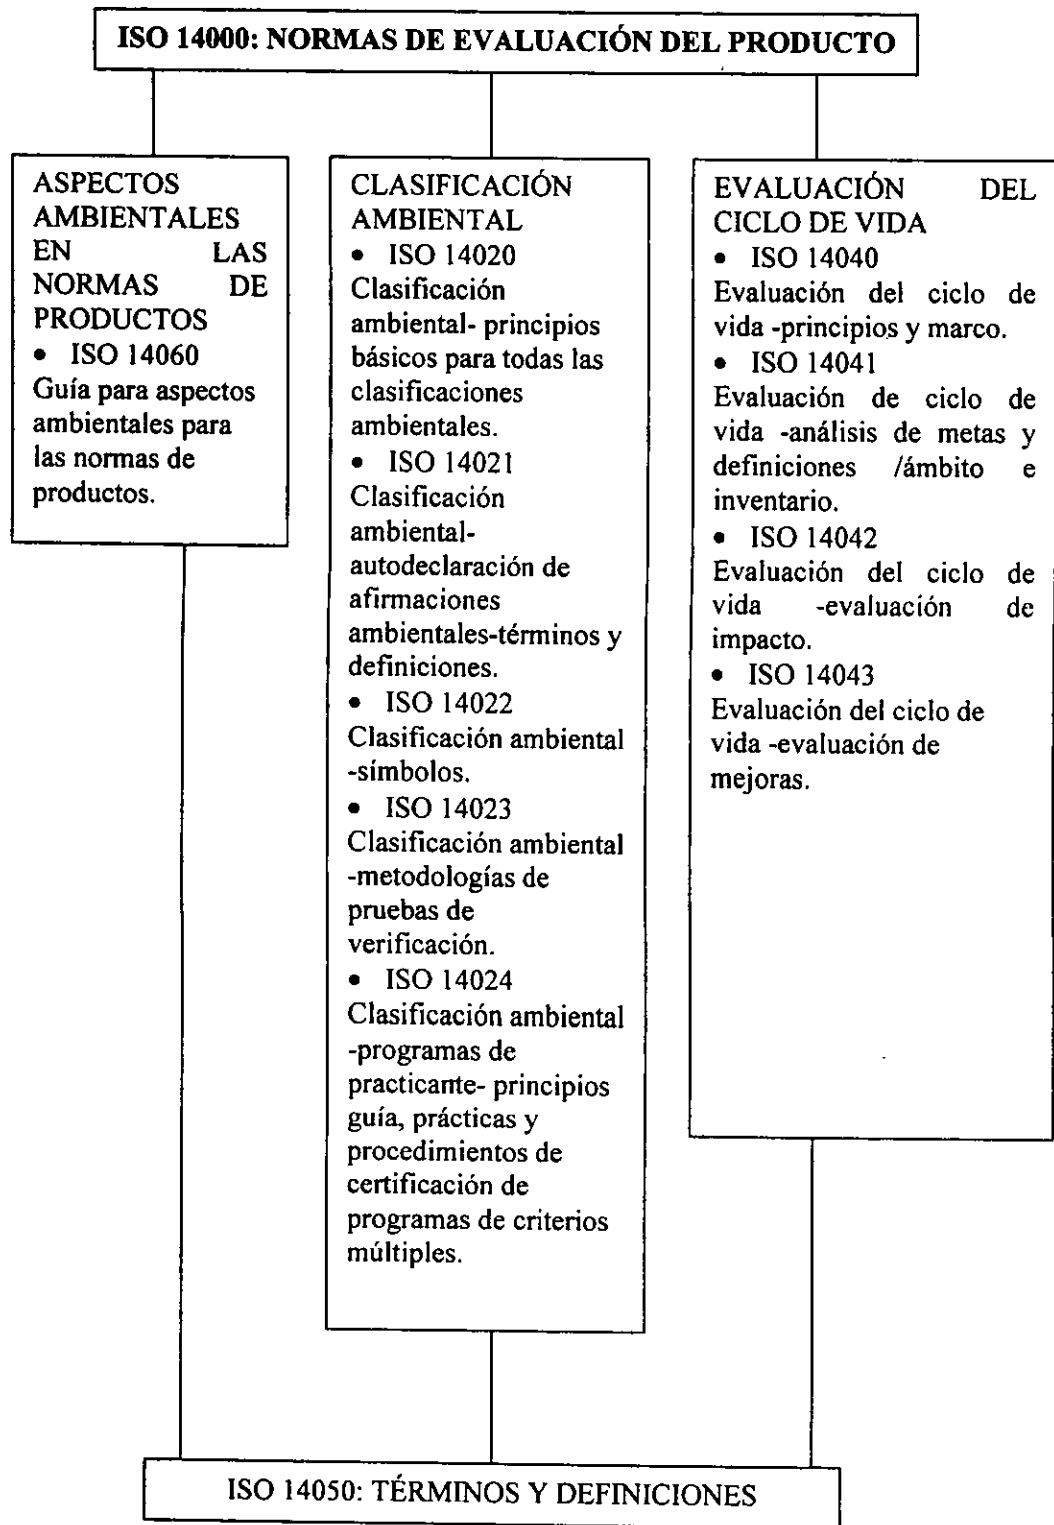 ISO 14000: NORMAS DE EVALUACIÓN DEL PRODUCTO
ASPECTOS
AMBIENTALES
EN LAS
NORMAS DE
PRODUCTOS
• ISO 14060
Guía para aspectos
ambientales para
las normas de
productos.
CLASIFICACIÓN
AMBIENTAL
• ISO 14020
Clasificación
ambiental- principios
básicos para todas las
clasificaciones
ambientales.
• ISO 14021
Clasificación
ambiental-
autodeclaración de
afirmaciones
ambientales-términos y
definiciones.
• ISO 14022
Clasificación ambiental
-símbolos.
• ISO 14023
Clasificación ambiental
-metodologías de
pruebas de
verificación.
• ISO 14024
Clasificación ambiental
-programas de
practicante- principios
guía, prácticas y
procedimientos de
certificación de
programas de criterios
múltiples.
EVALUACIÓN DEL
CICLO DE VIDA
• ISO 14040
Evaluación del ciclo de
vida -principios y marco.
• ISO 14041
Evaluación de ciclo de
vida -análisis de metas y
definiciones /ámbito e
inventario.
• ISO 14042
Evaluación del ciclo de
vida -evaluación de
impacto.
• ISO 14043
Evaluación del ciclo de
vida -evaluación de
mejoras.
ISO 14050: TÉRMINOS Y DEFINICIONES